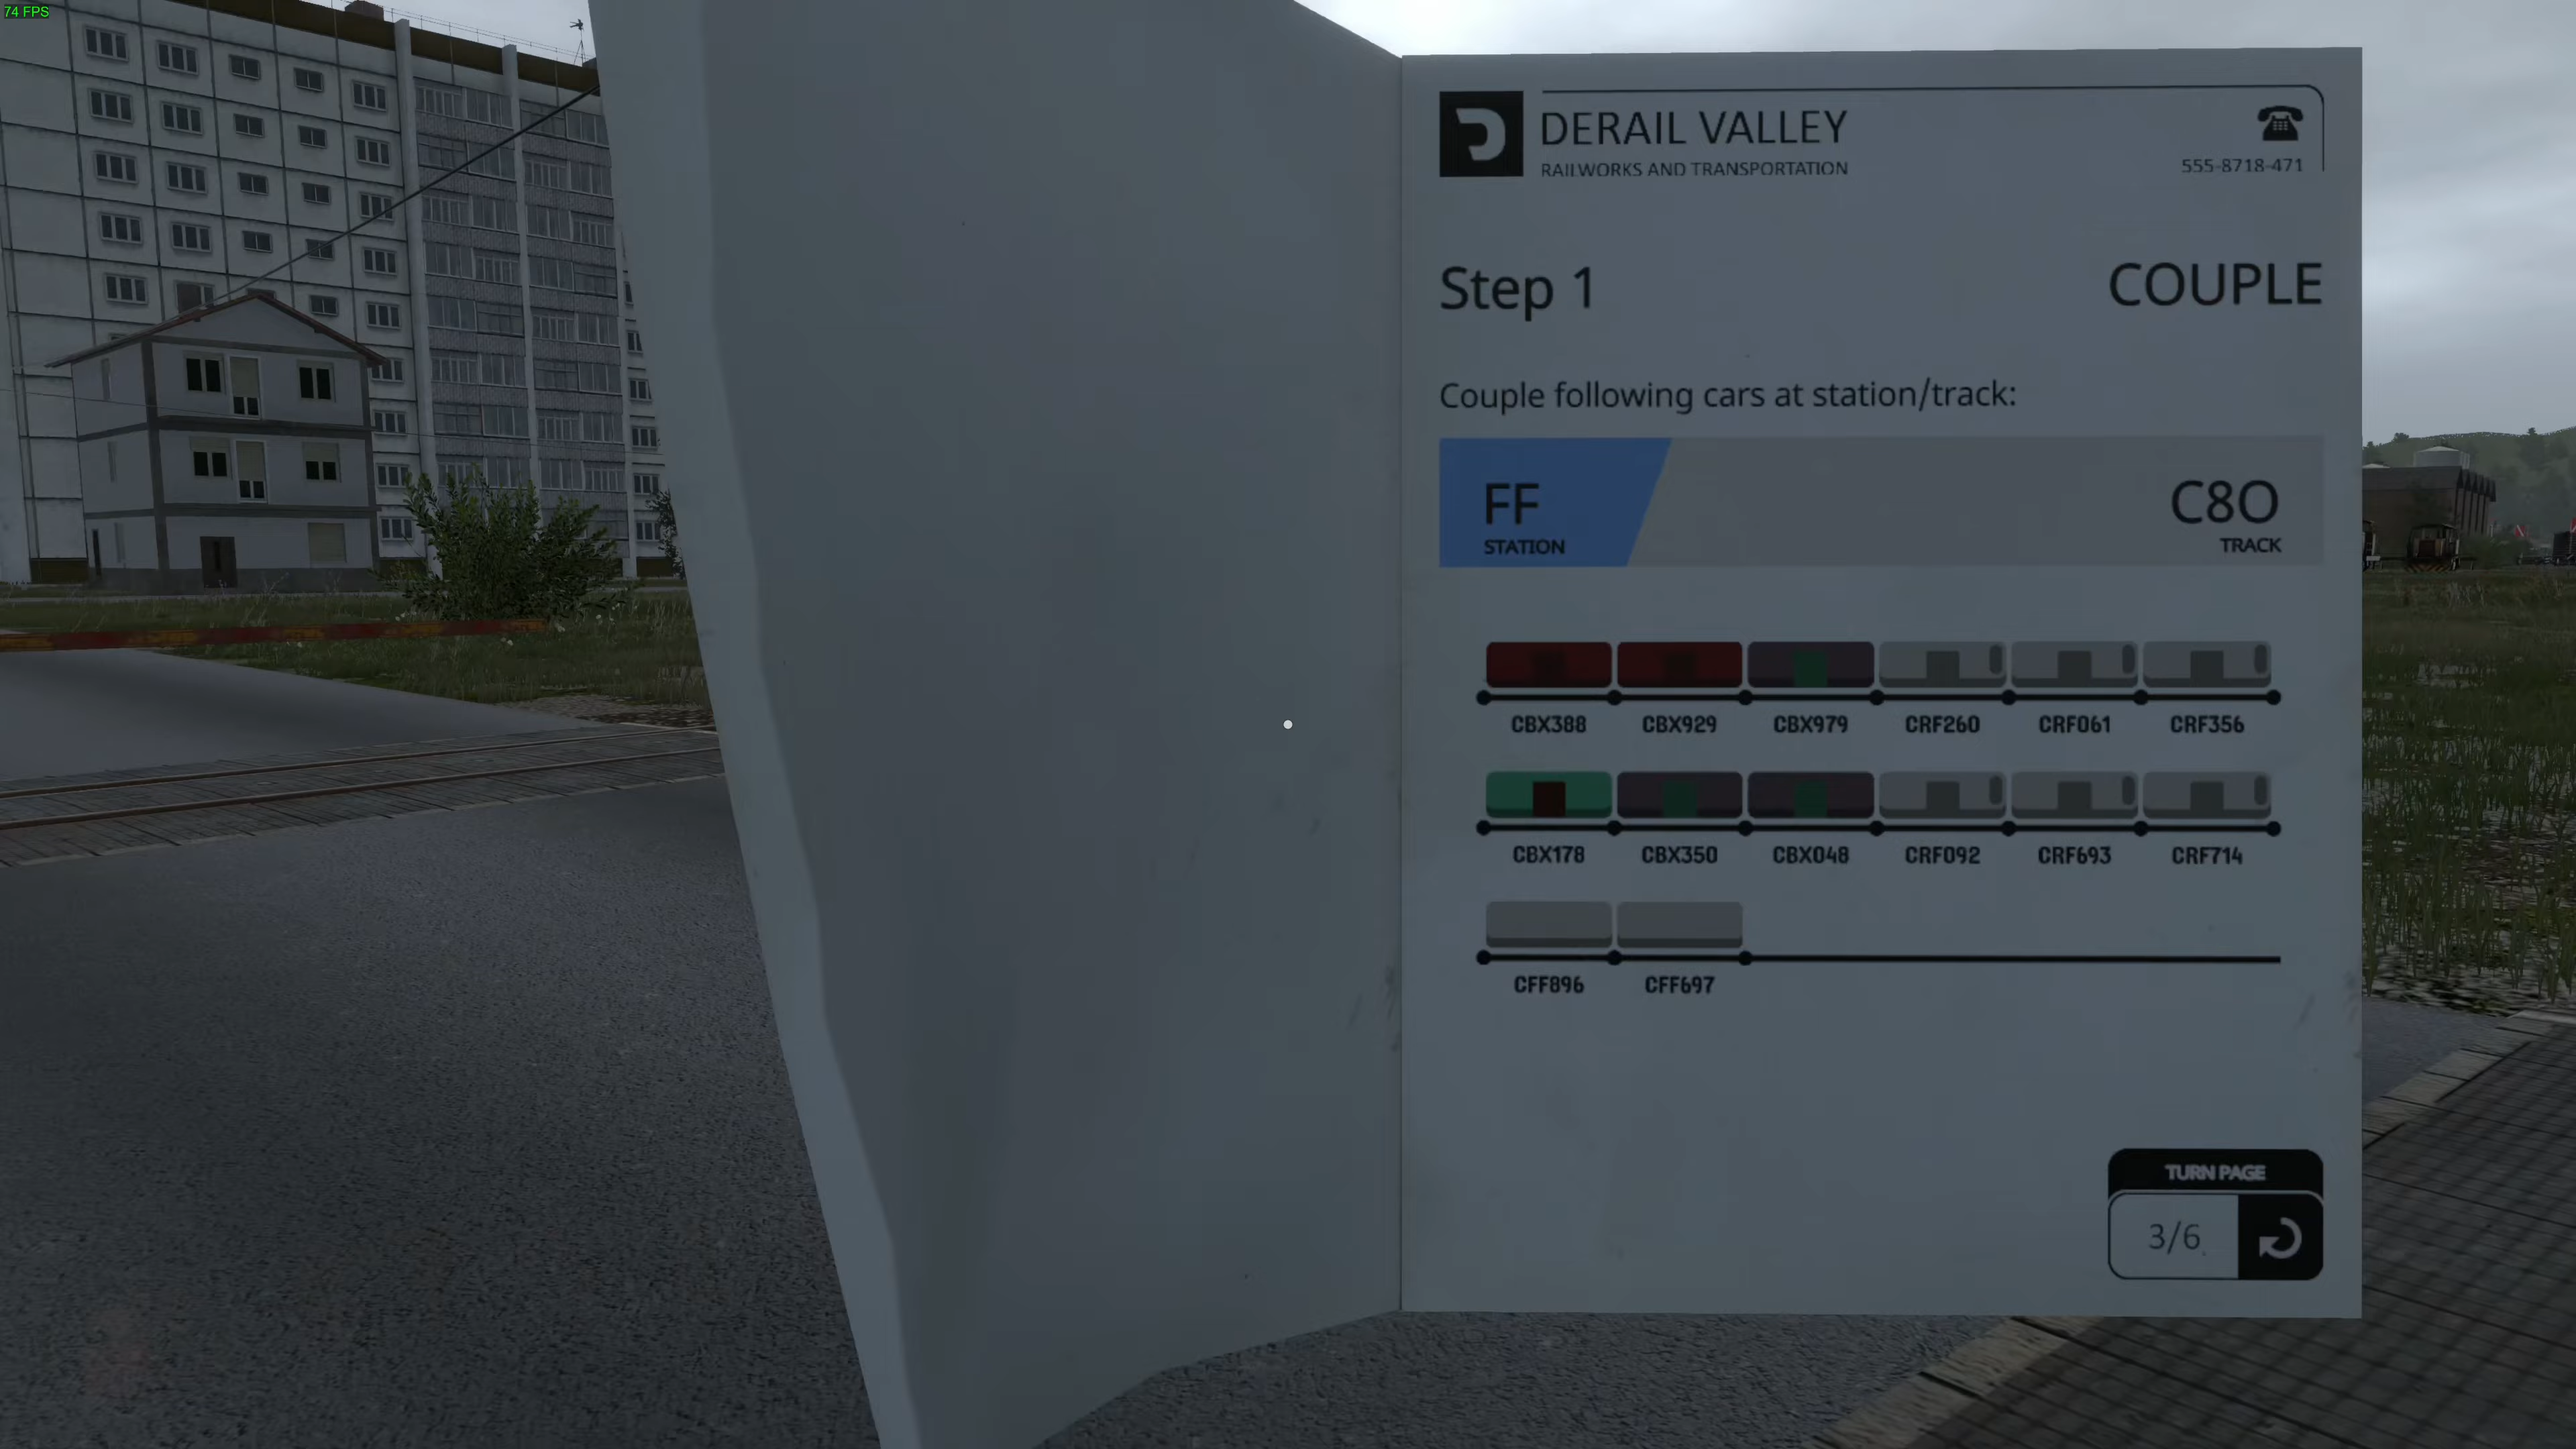 74 FPS
DERAIL VALLEY
RAILWORKS AND TRANSPORTATION
555-8718-471
Step 1
COUPLE
Couple following cars at station/track:
FF
STATION
C8O
TRACK
CBX388 CBX929 CBX979 CRF260 CRF061 CRF356
CBX178 CBX350 CBX048 CRF092 CRF693 CRF714
CFF896 CFF697
TURN PAGE
3/6